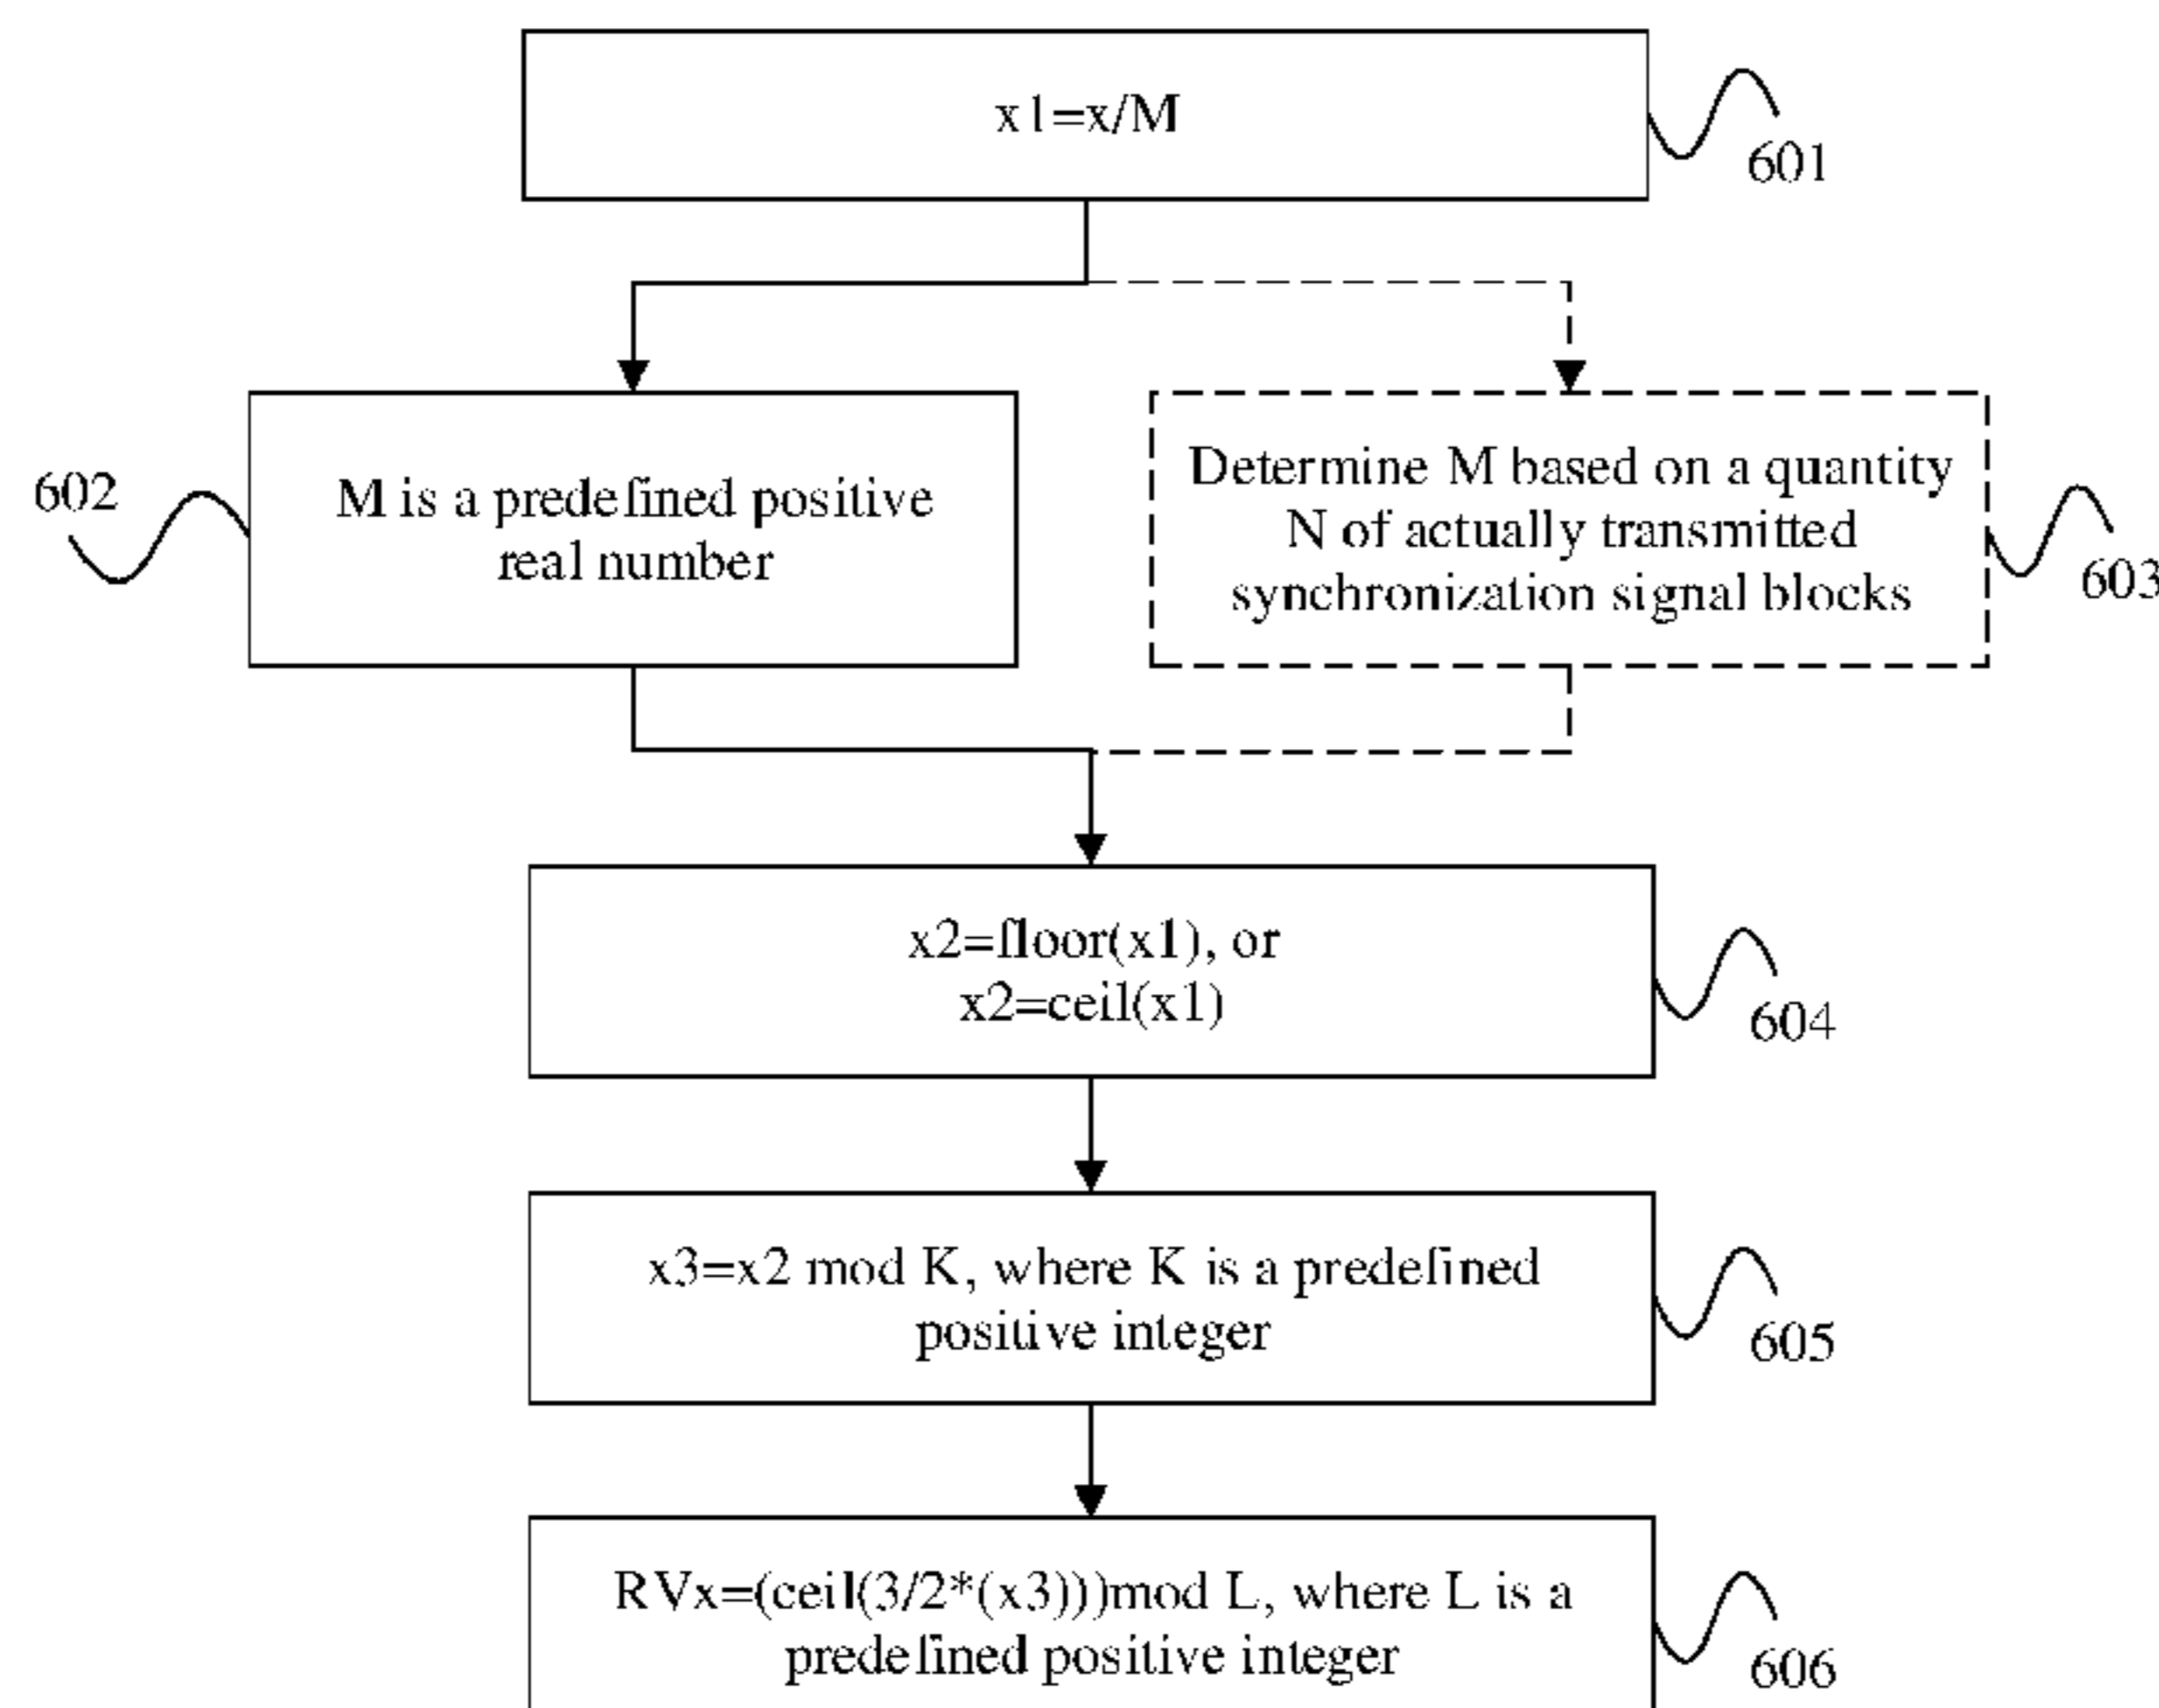 x1=x/M
601
602
M is a predefined positive
real number
Determine M based on a quantity
N of actually transmitted
synchronization signal blocks
603
x2=floor(x1), or
x2=ceil(x1)
604
x3=x2 mod K, where K is a predefined
positive integer
605
RVx=(ceil(3/2*(x3)))mod L, where L is a
predefined positive integer
606